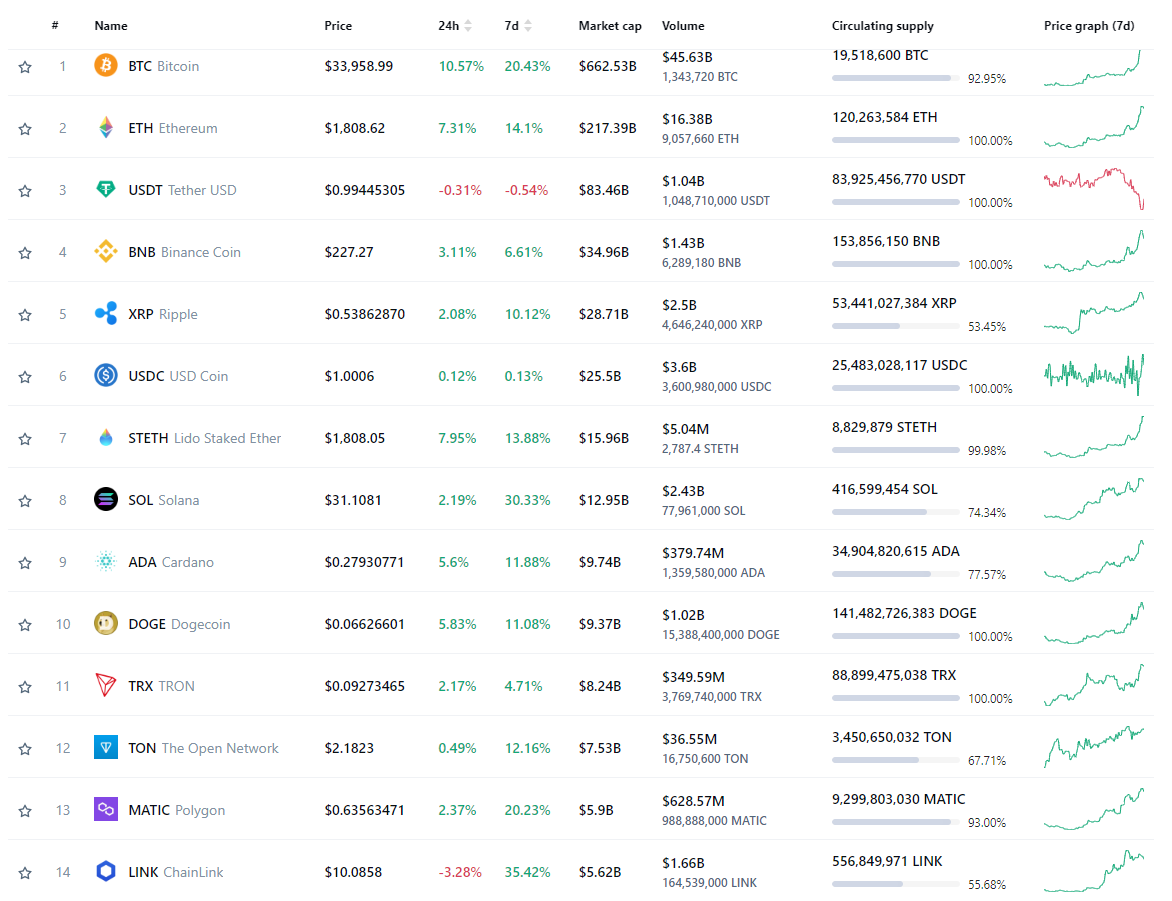 # Name Price 24h 7d Market cap Volume Circulating supply Price graph (7d)
1 BTC Bitcoin $33,958.99 10.57% 20.43% $662.53B $45.63B 19,518,600 BTC
1,343,720 BTC 92.95%
2 ETH Ethereum $1,808.62 7.31% 14.1% $217.39B $16.38B 120,263,584 ETH
9,057,660 ETH 100.00%
3 USDT Tether USD $0.99445305 -0.31% -0.54% $83.46B $1.04B 83,925,456,770 USDT
1,048,710,000 USDT 100.00%
4 BNB Binance Coin $227.27 3.11% 6.61% $34.96B $1.43B 153,856,150 BNB
6,289,180 BNB 100.00%
5 XRP Ripple $0.53862870 2.08% 10.12% $28.71B $2.5B 53,441,027,384 XRP
4,646,240,000 XRP 53.45%
6 USDC USD Coin $1.0006 0.12% 0.13% $25.5B $3.6B 25,483,028,117 USDC
3,600,980,000 USDC 100.00%
7 STETH Lido Staked Ether $1,808.05 7.95% 13.88% $15.96B $5.04M 8,829,879 STETH
2,787.4 STETH 99.98%
8 SOL Solana $31.1081 2.19% 30.33% $12.95B $2.43B 416,599,454 SOL
77,961,000 SOL 74.34%
9 ADA Cardano $0.27930771 5.6% 11.88% $9.74B $379.74M 34,904,820,615 ADA
1,359,580,000 ADA 77.57%
10 DOGE Dogecoin $0.06626601 5.83% 11.08% $9.37B $1.02B 141,482,726,383 DOGE
15,388,400,000 DOGE 100.00%
11 TRX TRON $0.09273465 2.17% 4.71% $8.24B $349.59M 88,899,475,038 TRX
3,769,740,000 TRX 100.00%
12 TON The Open Network $2.1823 0.49% 12.16% $7.53B $36.55M 3,450,650,032 TON
16,750,600 TON 67.71%
13 MATIC Polygon $0.63563471 2.37% 20.23% $5.9B $628.57M 9,299,803,030 MATIC
988,888,000 MATIC 93.00%
14 LINK ChainLink $10.0858 -3.28% 35.42% $5.62B $1.66B 556,849,971 LINK
164,539,000 LINK 55.68%